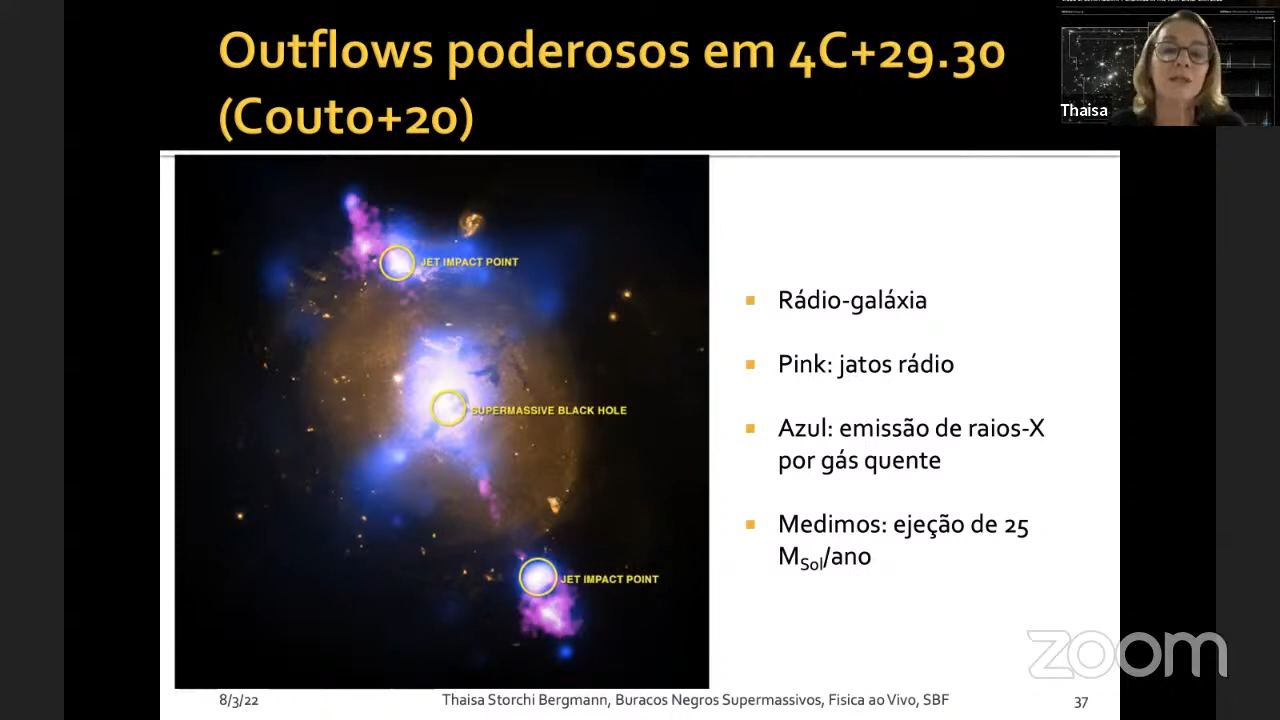 Outflows poderosos em 4C+29.30
(Couto+20)
Thaisa
JET IMPACT POINT
SUPERMASSIVE BLACK HOLE
JET IMPACT POINT
Rádio-galáxia
Pink: jatos rádio
Azul: emissão de raios-X
por gás quente
Medimos: ejeção de 25
MSol/ano
zoom
8/3/22
Thaisa Storchi Bergmann, Buracos Negros Supermassivos, Fisica ao Vivo, SBF
37